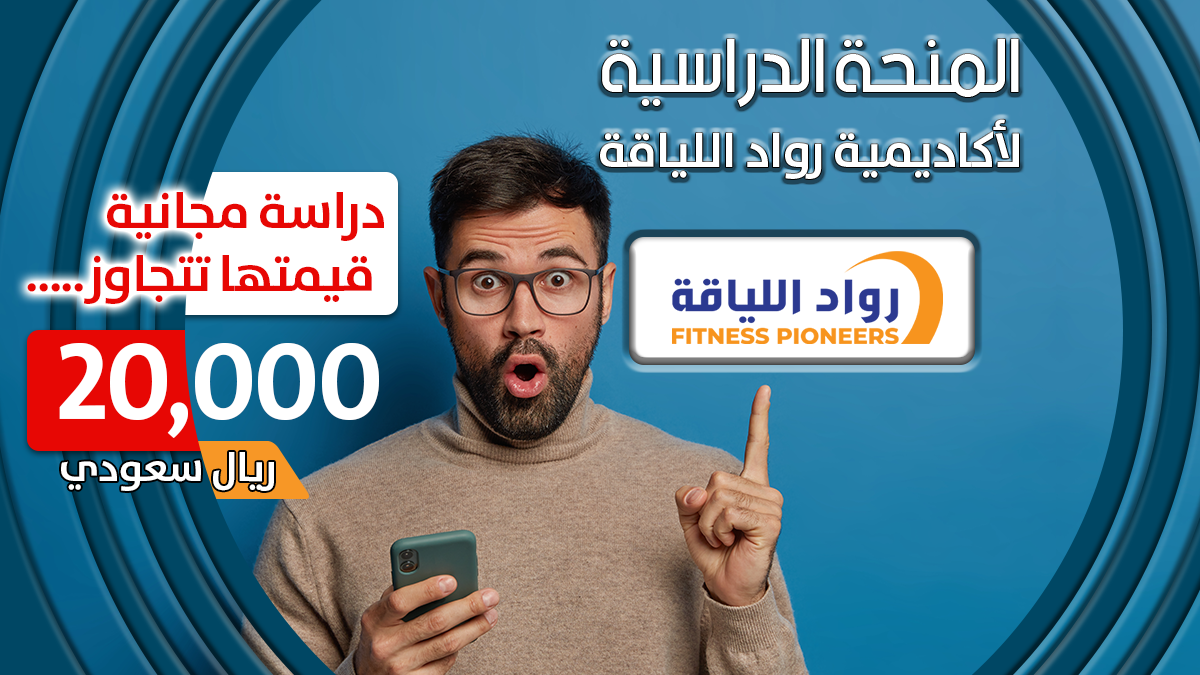 المنحة الدراسية
لأكاديمية رواد اللياقة
رواد اللياقة
FITNESS PIONEERS
دراسة مجانية
قيمتها تتجاوز.....
20,000
ريال سعودي